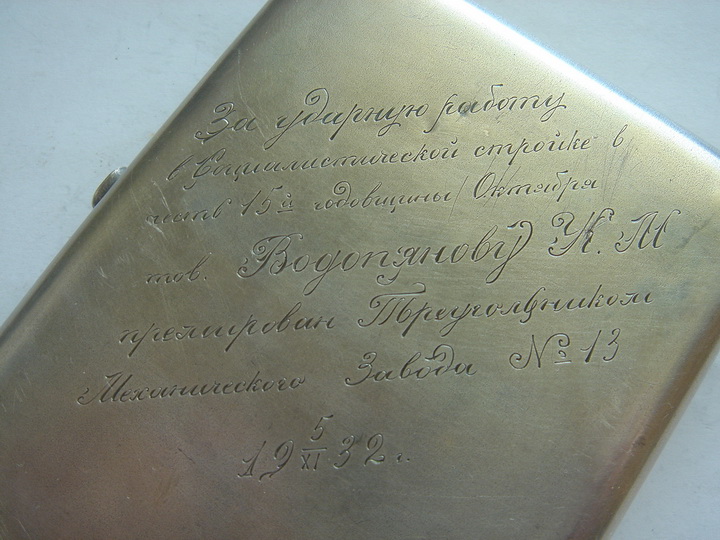 За ударную работу
в Социалистической стройке в
честь 15й годовщины Октября
тов. Водопянову К. М
премирован Треугольником
Механического Завода № 13
19 5/XI 32 г.